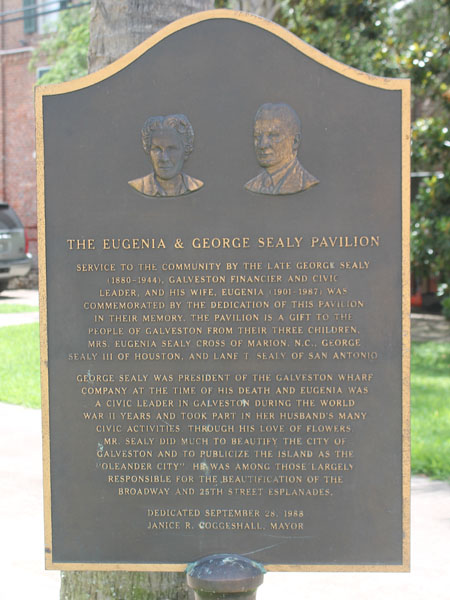 THE EUGENIA & GEORGE SEALY PAVILION
SERVICE TO THE COMMUNITY BY THE LATE GEORGE SEALY
(1880-1944), GALVESTON FINANCIER AND CIVIC
LEADER, AND HIS WIFE, EUGENIA (1901-1987) WAS
COMMEMORATED BY THE DEDICATION OF THIS PAVILION
IN THEIR MEMORY. THE PAVILION IS A GIFT TO THE
PEOPLE OF GALVESTON FROM THEIR THREE CHILDREN,
MRS. EUGENIA SEALY CROSS OF MARION, N.C., GEORGE
SEALY III OF HOUSTON, AND LANE T. SEALY OF SAN ANTONIO
GEORGE SEALY WAS PRESIDENT OF THE GALVESTON WHARF
COMPANY AT THE TIME OF HIS DEATH AND EUGENIA WAS
A CIVIC LEADER IN GALVESTON DURING THE WORLD
WAR II YEARS AND TOOK PART IN HER HUSBAND'S MANY
CIVIC ACTIVITIES. THROUGH HIS LOVE OF FLOWERS
MR. SEALY DID MUCH TO BEAUTIFY THE CITY OF
GALVESTON AND TO PUBLICIZE THE ISLAND AS THE
"OLEANDER CITY". HE WAS AMONG THOSE LARGELY
RESPONSIBLE FOR THE BEAUTIFICATION OF THE
BROADWAY AND 25TH STREET ESPLANADES.
DEDICATED SEPTEMBER 28, 1988
JANICE R. COGGESHALL, MAYOR